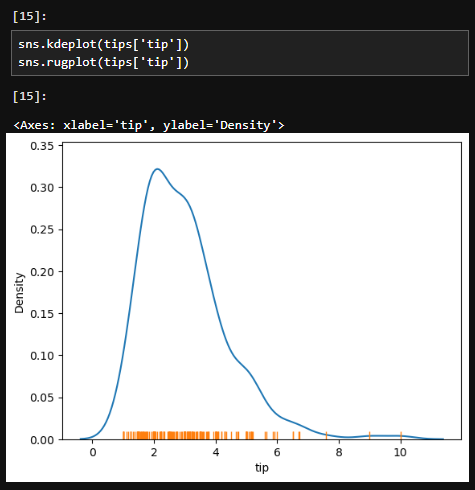 [15]:
sns.kdeplot(tips['tip'])
sns.rugplot(tips['tip'])
[15]:
<Axes: xlabel='tip', ylabel='Density'>
0.35
0.30
0.25
0.20
0.15
0.10
0.05
0.00
Density
0 2 4 6 8 10
tip